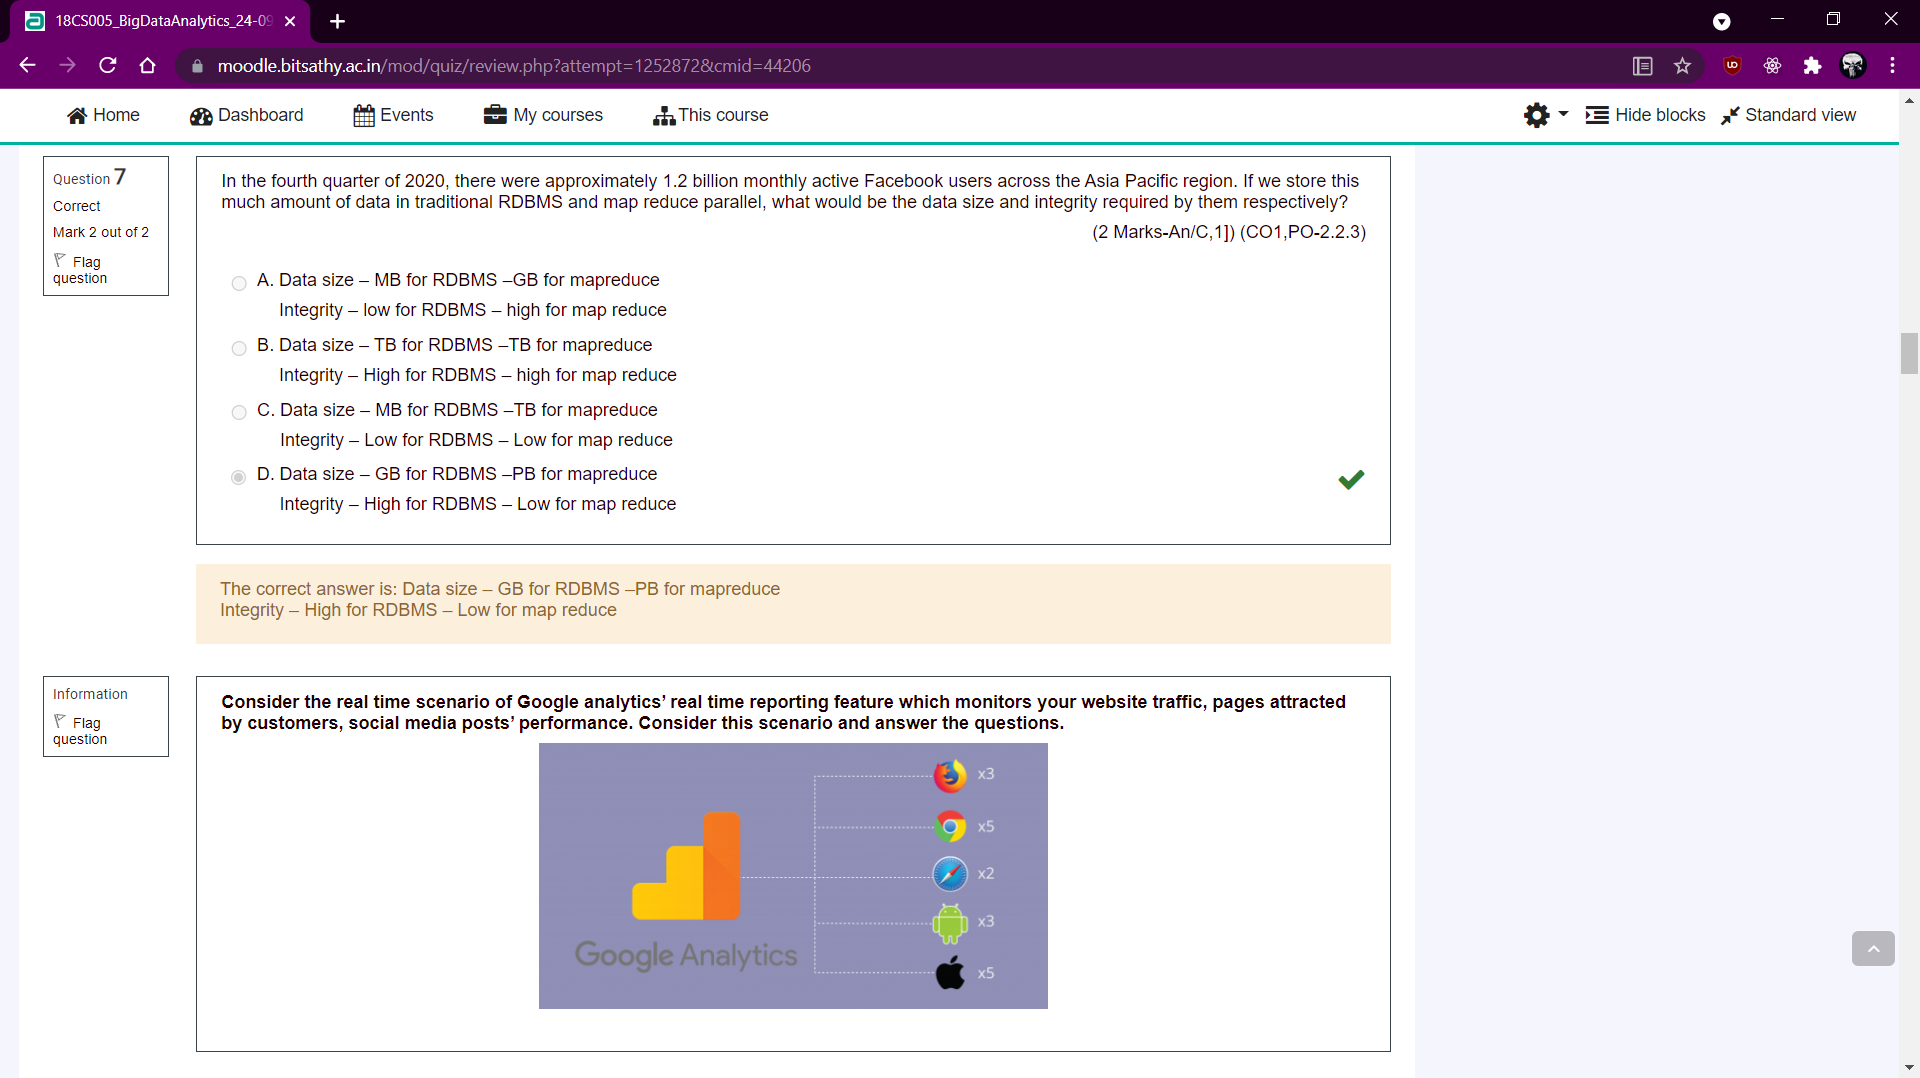 18CS005_BigDataAnalytics_24-09
moodle.bitsathy.ac.in/mod/quiz/review.php?attempt=1252872&cmid=44206
Home Dashboard Events My courses This course Hide blocks Standard view
Question 7
Correct
Mark 2 out of 2
Flag
question
In the fourth quarter of 2020, there were approximately 1.2 billion monthly active Facebook users across the Asia Pacific region. If we store this
much amount of data in traditional RDBMS and map reduce parallel, what would be the data size and integrity required by them respectively?
(2 Marks-An/C,1]) (CO1,PO-2.2.3)
A. Data size – MB for RDBMS –GB for mapreduce
Integrity – low for RDBMS – high for map reduce
B. Data size – TB for RDBMS –TB for mapreduce
Integrity – High for RDBMS – high for map reduce
C. Data size – MB for RDBMS –TB for mapreduce
Integrity – Low for RDBMS – Low for map reduce
D. Data size – GB for RDBMS –PB for mapreduce
Integrity – High for RDBMS – Low for map reduce
The correct answer is: Data size – GB for RDBMS –PB for mapreduce
Integrity – High for RDBMS – Low for map reduce
Information
Flag
question
Consider the real time scenario of Google analytics’ real time reporting feature which monitors your website traffic, pages attracted
by customers, social media posts’ performance. Consider this scenario and answer the questions.
x3
x5
x2
x3
Google Analytics
x5